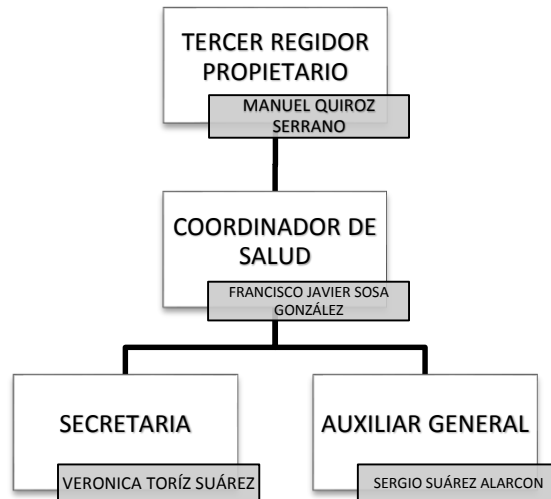 TERCER REGIDOR
PROPIETARIO
MANUEL QUIROZ
SERRANO
COORDINADOR DE
SALUD
FRANCISCO JAVIER SOSA
GONZÁLEZ
SECRETARIA
VERONICA TORÍZ SUÁREZ
AUXILIAR GENERAL
SERGIO SUÁREZ ALARCON